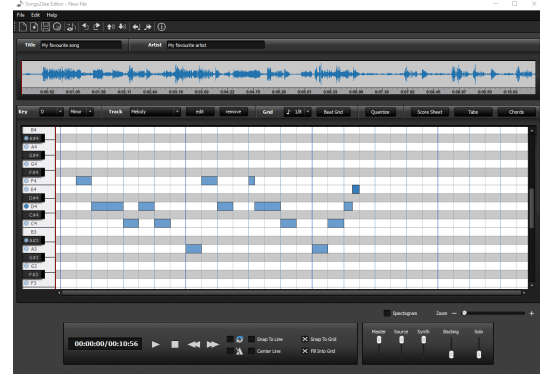 Songs2See Editor - New File
File Edit Help
Title My favourite song Artist My favourite artist
Key D Minor Track Melody edit remove Grid 1/8 Beat Grid Quantize Score Sheet Tabs Chords
B4
A#4
A4
G#4
G4
F#4
F4
E4
D#4
D4
C#4
C4
B3
A#3
A3
G#3
G3
F#3
F3
Spectogram Zoom
Master Source Synth Backing Solo
00:00:00/00:10:56
Snap To Line Snap To Grid
Center Line Fill Into Grid